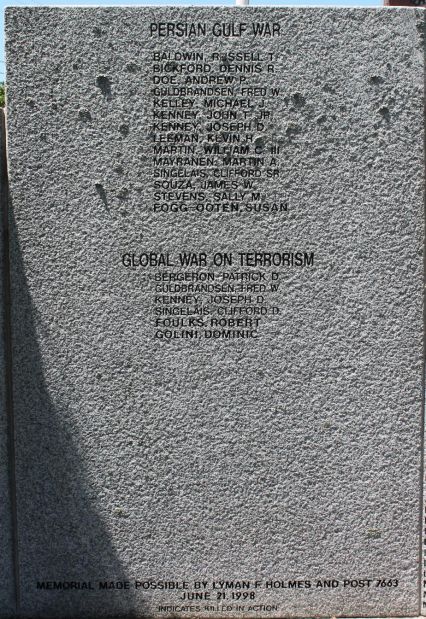 PERSIAN GULF WAR
BALDWIN, RUSSELL T.
BICKFORD, DENNIS R.
DOE, ANDREW P.
GULDBRANDSEN, FRED W.
KELLEY, MICHAEL J.
KENNEY, JOHN T. JR.
KENNEY, JOSEPH D.
LEEMAN, KEVIN H.
MARTIN, WILLIAM C. III
MAYRANEN, MARTIN A.
SINGELAIS, CLIFFORD SR.
SOUZA, JAMES W.
STEVENS, SALLY M.
FOGG-OOTEN, SUSAN
GLOBAL WAR ON TERRORISM
BERGERON, PATRICK D.
GULDBRANDSEN, FRED W.
KENNEY, JOSEPH D.
SINGELAIS, CLIFFORD D.
FOULKS, ROBERT
GOLINI, DOMINIC
MEMORIAL MADE POSSIBLE BY LYMAN F. HOLMES AND POST 7663
JUNE 21, 1998
INDICATES KILLED IN ACTION